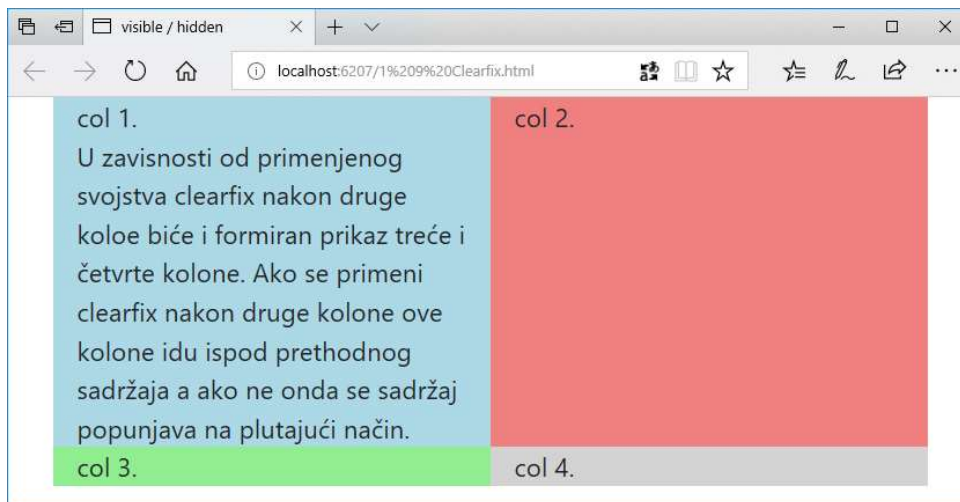 visible / hidden
localhost:6207/1%209%20Clearfix.html
col 1.
U zavisnosti od primenjenog
svojstva clearfix nakon druge
koloe biće i formiran prikaz treće i
četvrte kolone. Ako se primeni
clearfix nakon druge kolone ove
kolone idu ispod prethodnog
sadržaja a ako ne onda se sadržaj
popunjava na plutajući način.
col 2.
col 3.
col 4.